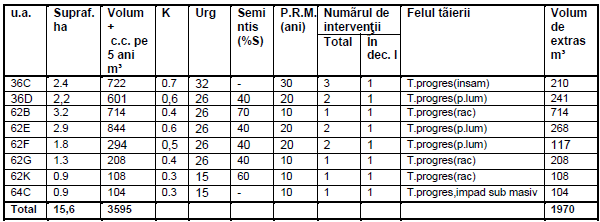 u.a. Supraf. ha Volum + c.c. pe 5 ani m³ K Urg Semi ntis (%S) P.R.M. (ani) Numărul de intervenţii Total În dec. I Felul tăierii Volum de extras m³
36C 2.4 722 0.7 32 - 30 3 1 T.progres(insam) 210
36D 2,2 601 0,6 26 40 20 2 1 T.progres(p.lum) 241
62B 3.2 714 0.4 26 70 10 1 1 T.progres(rac) 714
62E 2.9 844 0.6 26 40 20 2 1 T.progres(p.lum) 268
62F 1.8 294 0,5 26 40 20 2 1 T.progres(p.lum) 117
62G 1.3 208 0.4 26 40 10 1 1 T.progres(rac) 208
62K 0.9 108 0.3 15 60 10 1 1 T.progres(rac) 108
64C 0.9 104 0.3 15 - 10 1 1 T.progres,impad sub masiv 104
Total 15,6 3595 1970